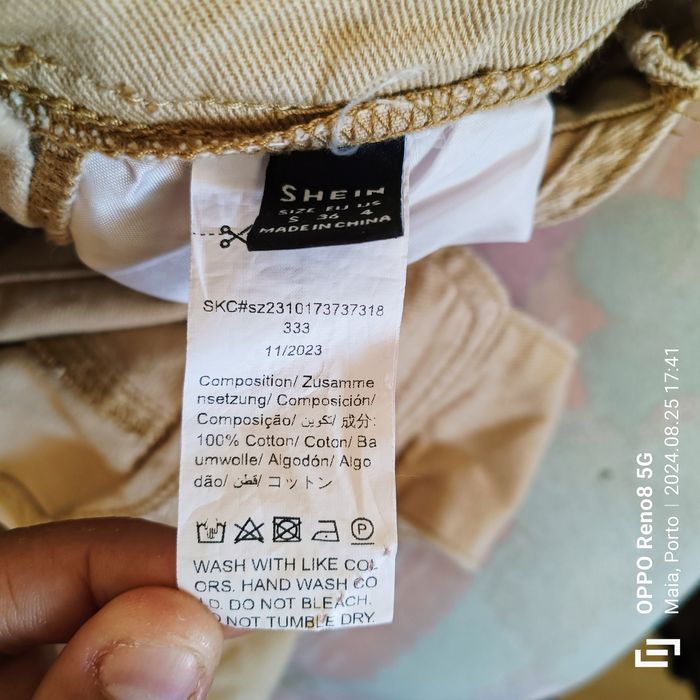 SHEIN
SIZE EU US
S 36 4
MADE IN CHINA
SKC#sz2310173737318
333
11/2023
Composition/ Zusamme
nsetzung/ Composición/
Composição/ تكوين/ 成分:
100% Cotton/ Coton/ Ba
umwolle/ Algodón/ Algo
dão/ قطن/ コットン
P
WASH WITH LIKE COL
ORS. HAND WASH CO
LD. DO NOT BLEACH.
DO NOT TUMBLE DRY.
OPPO Reno8 5G
Maia, Porto | 2024.08.25 17:41